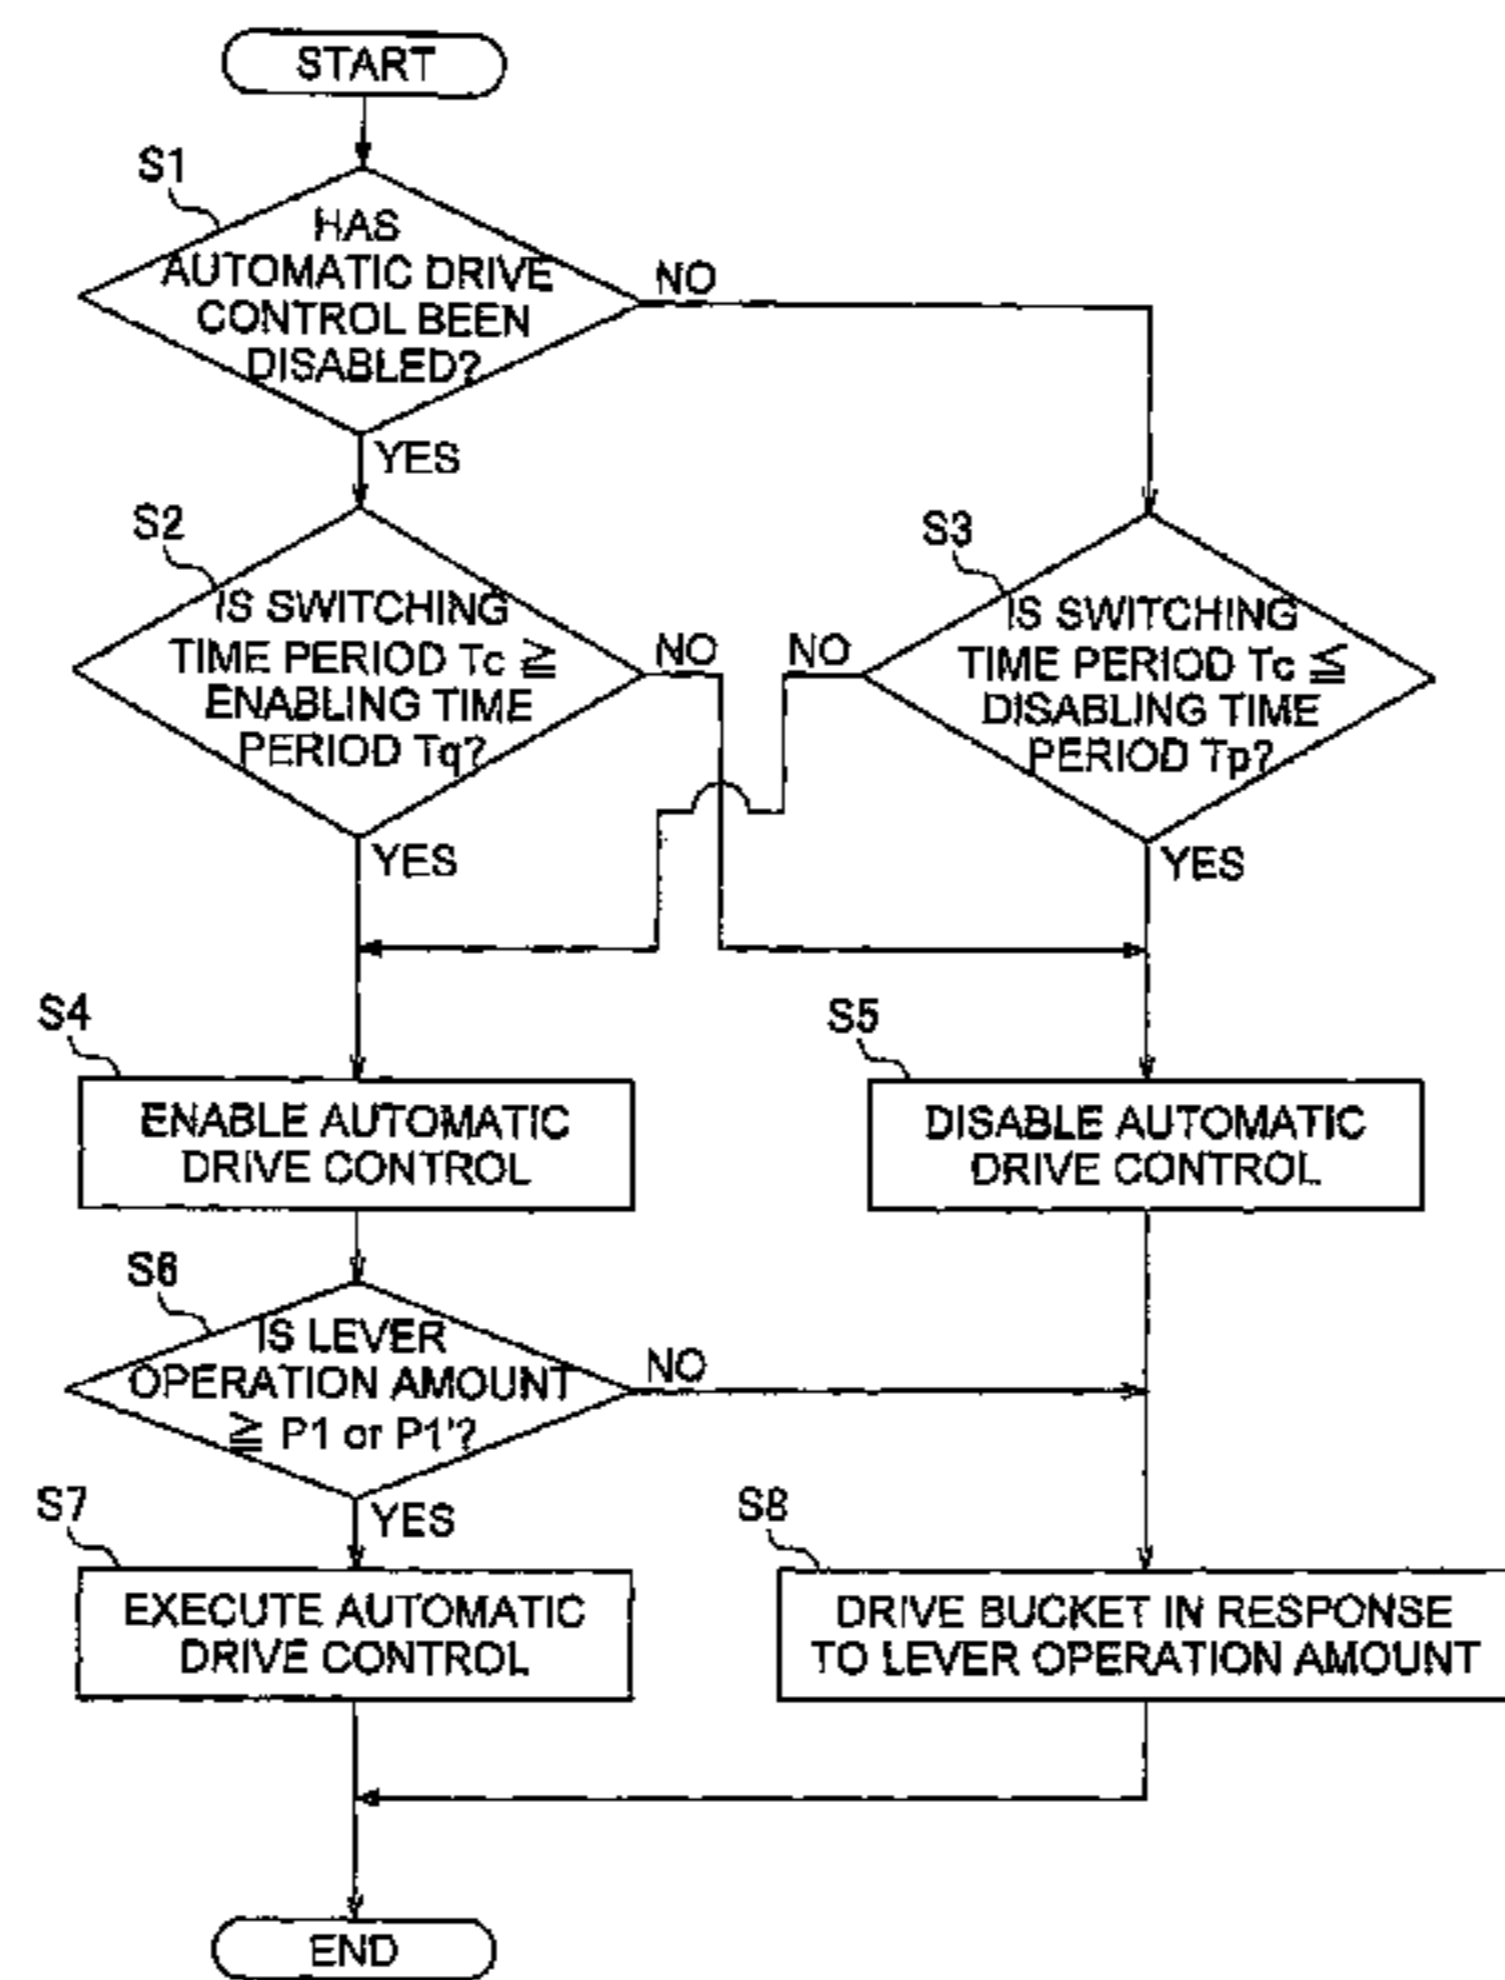 START
S1
HAS
AUTOMATIC DRIVE
CONTROL BEEN
DISABLED?
NO
YES
S2
IS SWITCHING
TIME PERIOD Tc ≧
ENABLING TIME
PERIOD Tq?
NO
YES
S3
IS SWITCHING
TIME PERIOD Tc ≦
DISABLING TIME
PERIOD Tp?
NO
YES
S4
ENABLE AUTOMATIC
DRIVE CONTROL
S5
DISABLE AUTOMATIC
DRIVE CONTROL
S6
IS LEVER
OPERATION AMOUNT
≧ P1 or P1'?
NO
YES
S7
EXECUTE AUTOMATIC
DRIVE CONTROL
S8
DRIVE BUCKET IN RESPONSE
TO LEVER OPERATION AMOUNT
END